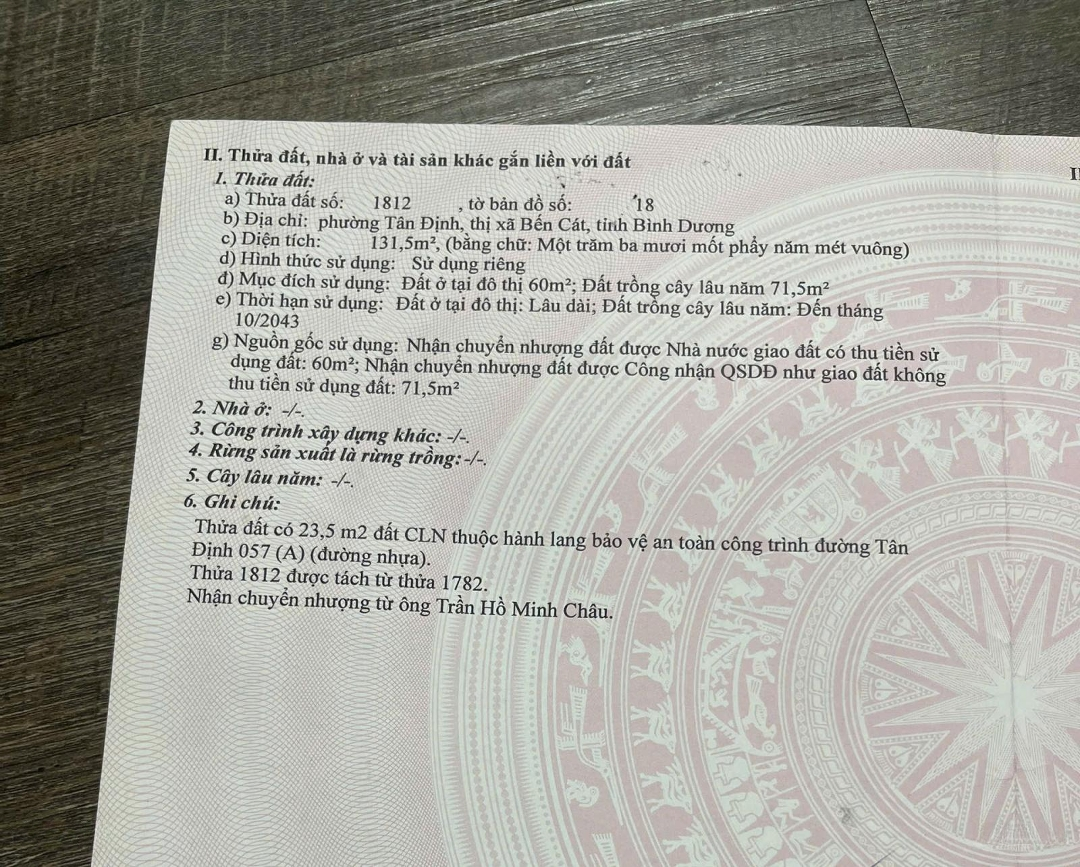 II. Thửa đất, nhà ở và tài sản khác gắn liền với đất
1. Thửa đất:
a) Thửa đất số: 1812 , tờ bản đồ số: 18
b) Địa chỉ: phường Tân Định, thị xã Bến Cát, tỉnh Bình Dương
c) Diện tích: 131,5m², (bằng chữ: Một trăm ba mươi mốt phẩy năm mét vuông)
d) Hình thức sử dụng: Sử dụng riêng
đ) Mục đích sử dụng: Đất ở tại đô thị 60m²; Đất trồng cây lâu năm 71,5m²
e) Thời hạn sử dụng: Đất ở tại đô thị: Lâu dài; Đất trồng cây lâu năm: Đến tháng
10/2043
g) Nguồn gốc sử dụng: Nhận chuyển nhượng đất được Nhà nước giao đất có thu tiền sử
dụng đất: 60m²; Nhận chuyển nhượng đất được Công nhận QSDĐ như giao đất không
thu tiền sử dụng đất: 71,5m²
2. Nhà ở: -/-.
3. Công trình xây dựng khác: -/-.
4. Rừng sản xuất là rừng trồng: -/-.
5. Cây lâu năm: -/-.
6. Ghi chú:
Thửa đất có 23,5 m2 đất CLN thuộc hành lang bảo vệ an toàn công trình đường Tân
Định 057 (A) (đường nhựa).
Thửa 1812 được tách từ thửa 1782.
Nhận chuyển nhượng từ ông Trần Hồ Minh Châu.